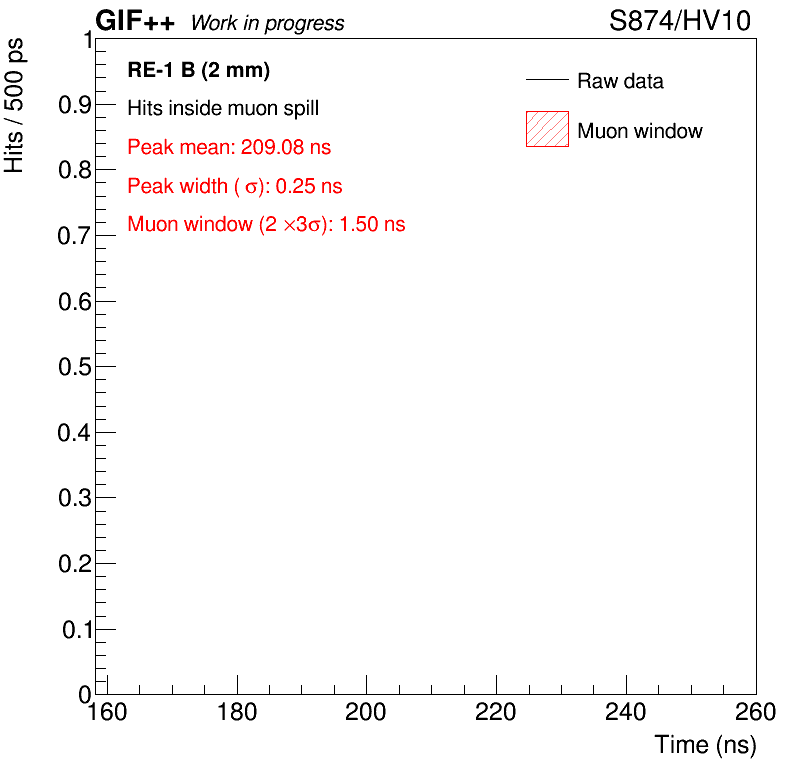 GIF++ Work in progress S874/HV10
Hits / 500 ps
RE-1 B (2 mm)
Hits inside muon spill
Peak mean: 209.08 ns
Peak width ( σ): 0.25 ns
Muon window (2 ×3σ): 1.50 ns
Raw data
Muon window
1
0.9
0.8
0.7
0.6
0.5
0.4
0.3
0.2
0.1
0
160 180 200 220 240 260
Time (ns)